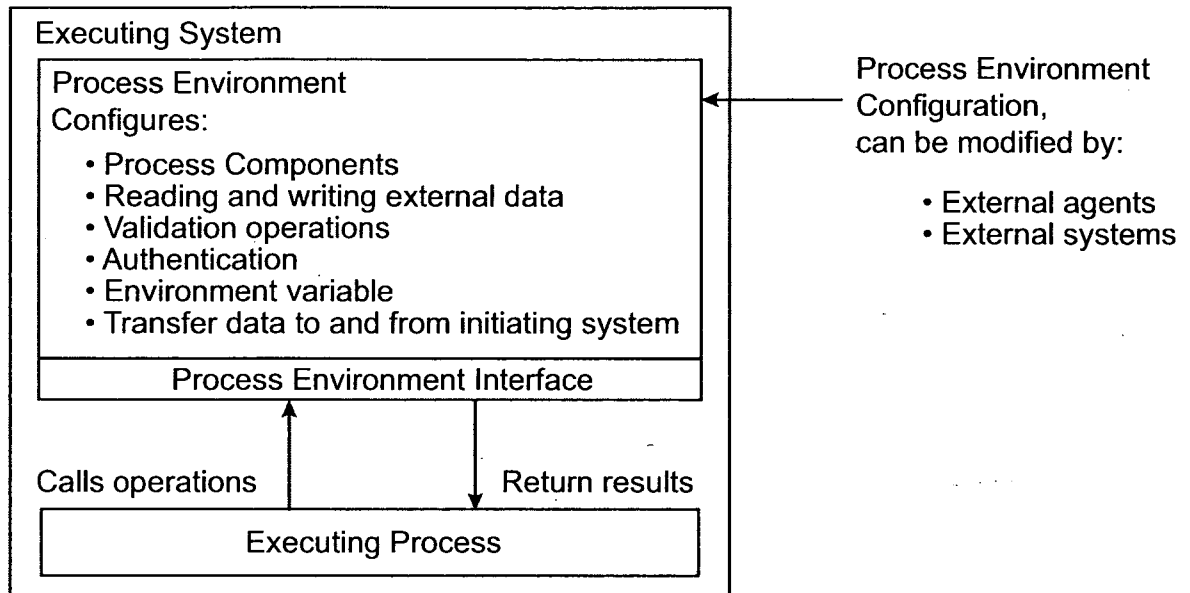 Executing System
Process Environment
Configures:
• Process Components
• Reading and writing external data
• Validation operations
• Authentication
• Environment variable
• Transfer data to and from initiating system
Process Environment Interface
Calls operations
Return results
Executing Process
Process Environment
Configuration,
can be modified by:
• External agents
• External systems